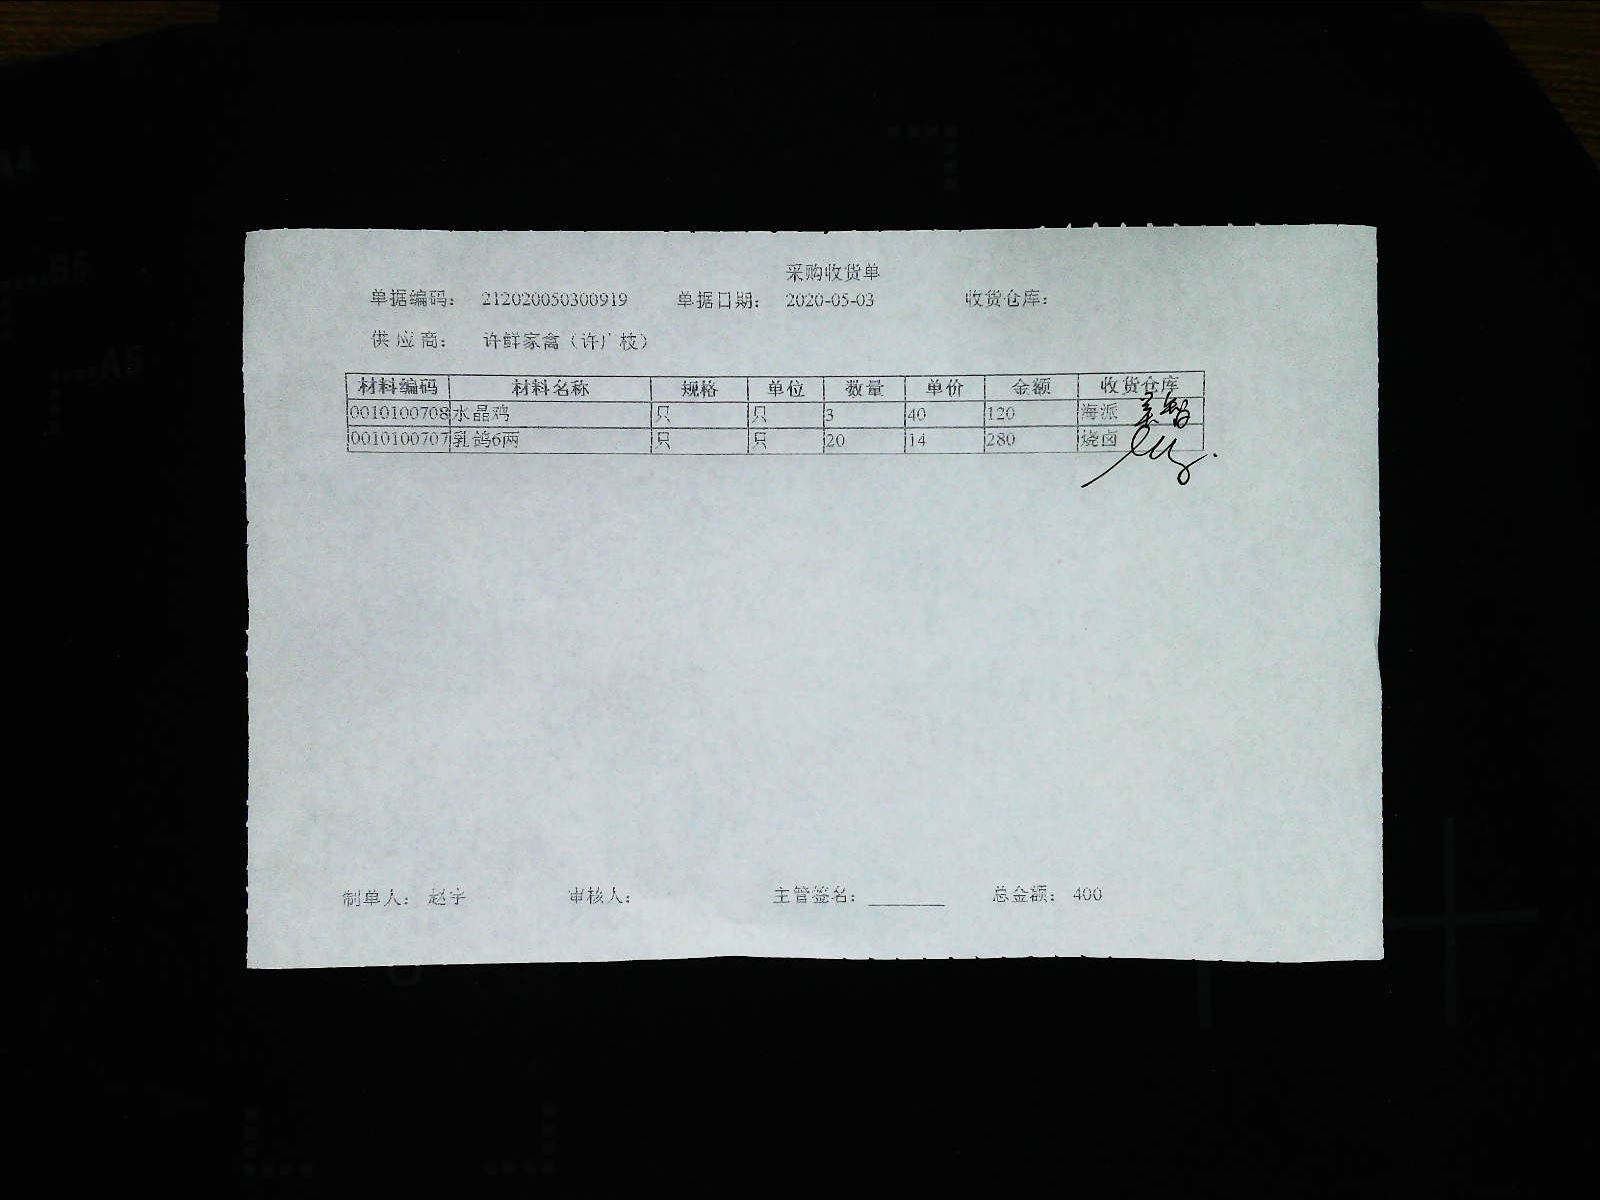 采购收货单
单据编码： 212020050300919 单据日期： 2020-05-03 收货仓库：
供应商： 许鲜家禽（许广枝）
材料编码 材料名称 规格 单位 数量 单价 金额 收货仓库
0010100708 水晶鸡 只 只 3 40 120 海派
0010100707 乳鸽6两 只 只 20 14 280 烧卤
制单人： 赵宇 审核人： 主管签名： 总金额： 400
A4
B6
A5